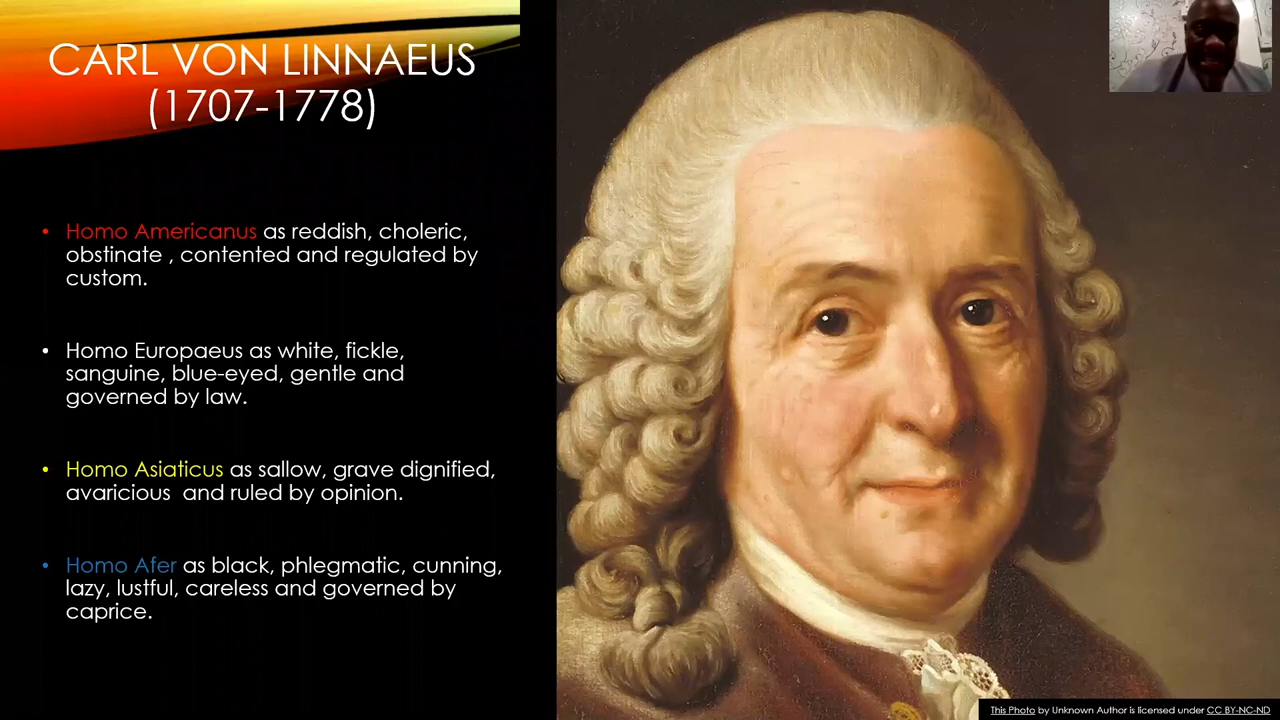 CARL VON LINNAEUS
(1707-1778)
• Homo Americanus as reddish, choleric,
obstinate , contented and regulated by
custom.
• Homo Europaeus as white, fickle,
sanguine, blue-eyed, gentle and
governed by law.
• Homo Asiaticus as sallow, grave dignified,
avaricious  and ruled by opinion.
• Homo Afer as black, phlegmatic, cunning,
lazy, lustful, careless and governed by
caprice.
This Photo by Unknown Author is licensed under CC BY-NC-ND